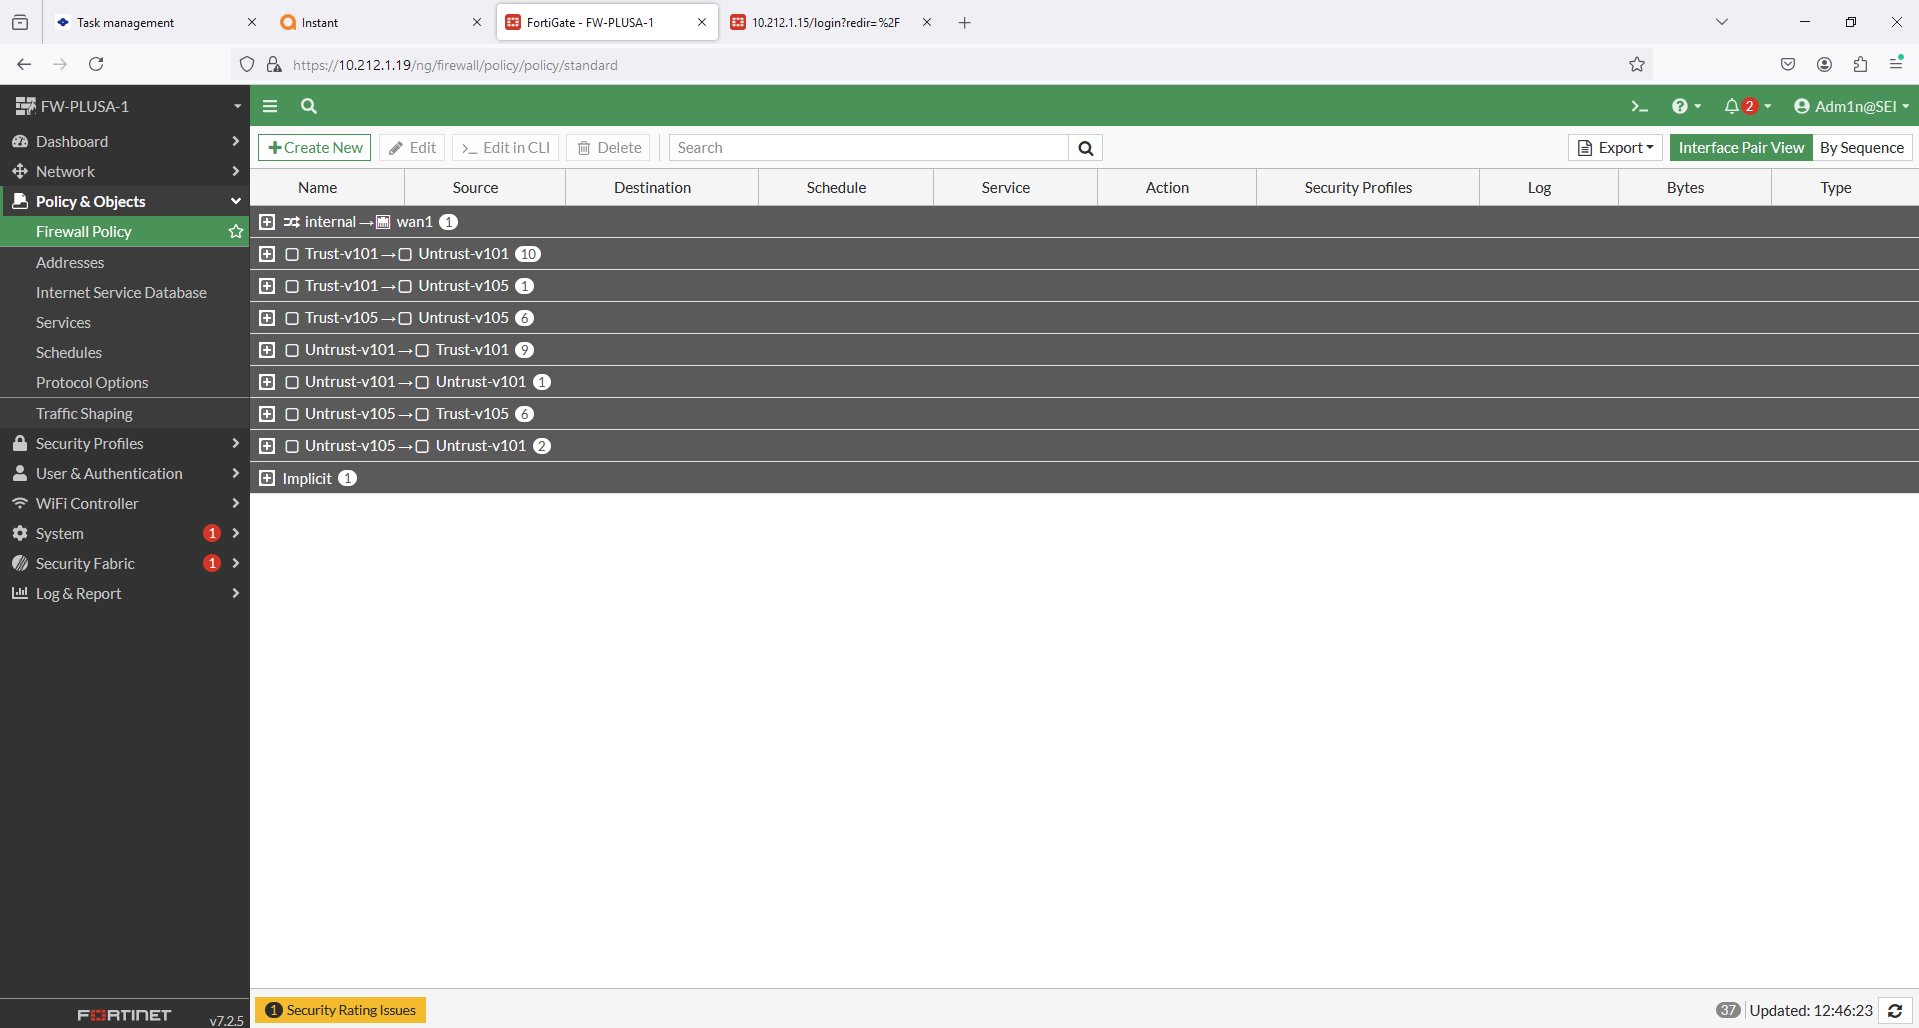 Task management
Instant
FortiGate - FW-PLUSA-1
10.212.1.15/login?redir=%2F
https://10.212.1.19/ng/firewall/policy/policy/standard
FW-PLUSA-1
2
Adm1n@SEI
Dashboard
Network
Policy & Objects
Firewall Policy
Addresses
Internet Service Database
Services
Schedules
Protocol Options
Traffic Shaping
Security Profiles
User & Authentication
WiFi Controller
System 1
Security Fabric 1
Log & Report
FORTINET
v7.2.5
Create New
Edit
Edit in CLI
Delete
Search
Export
Interface Pair View
By Sequence
Name Source Destination Schedule Service Action Security Profiles Log Bytes Type
internal → wan1 1
Trust-v101 → Untrust-v101 10
Trust-v101 → Untrust-v105 1
Trust-v105 → Untrust-v105 6
Untrust-v101 → Trust-v101 9
Untrust-v101 → Untrust-v101 1
Untrust-v105 → Trust-v105 6
Untrust-v105 → Untrust-v101 2
Implicit 1
1 Security Rating Issues
37 Updated: 12:46:23